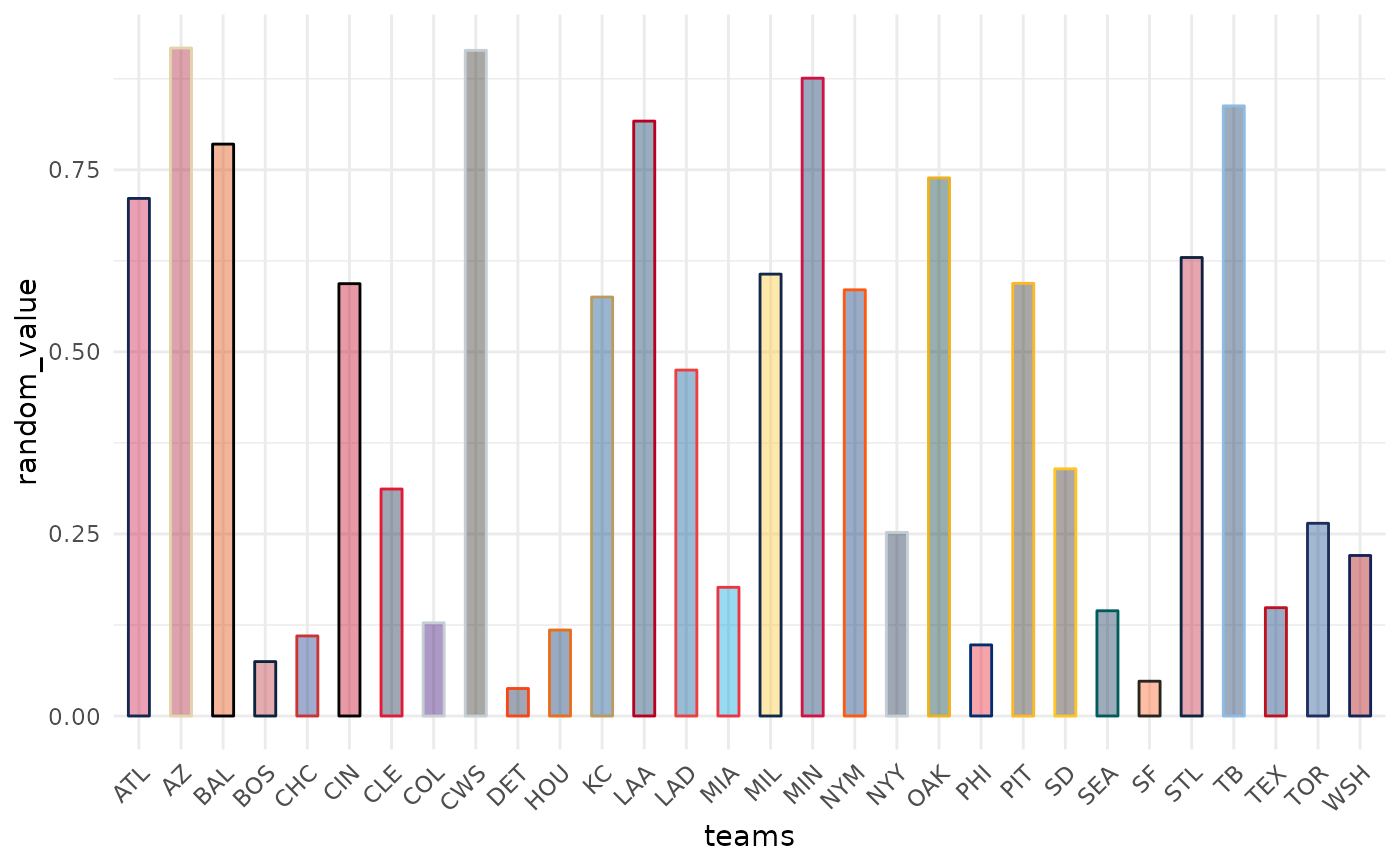 random_value
0.75
0.50
0.25
0.00
ATL AZ BAL BOS CHC CIN CLE COL CWS DET HOU KC LAA LAD MIA MIL MIN NYM NYY OAK PHI PIT SD SEA SF STL TB TEX TOR WSH
teams